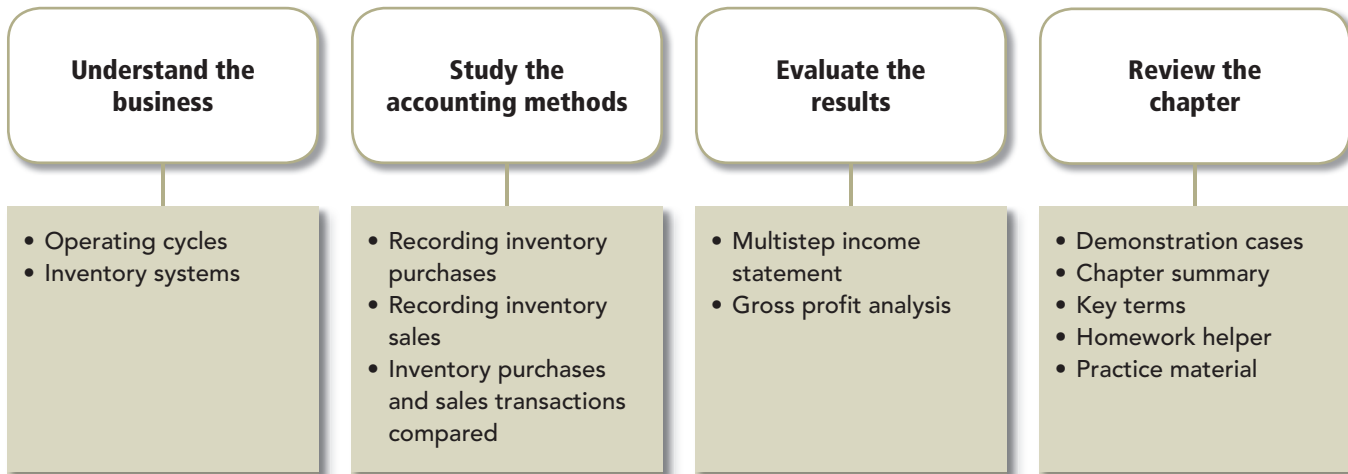 Understand the
business
• Operating cycles
• Inventory systems
Study the
accounting methods
• Recording inventory
purchases
• Recording inventory
sales
• Inventory purchases
and sales transactions
compared
Evaluate the
results
• Multistep income
statement
• Gross profit analysis
Review the
chapter
• Demonstration cases
• Chapter summary
• Key terms
• Homework helper
• Practice material